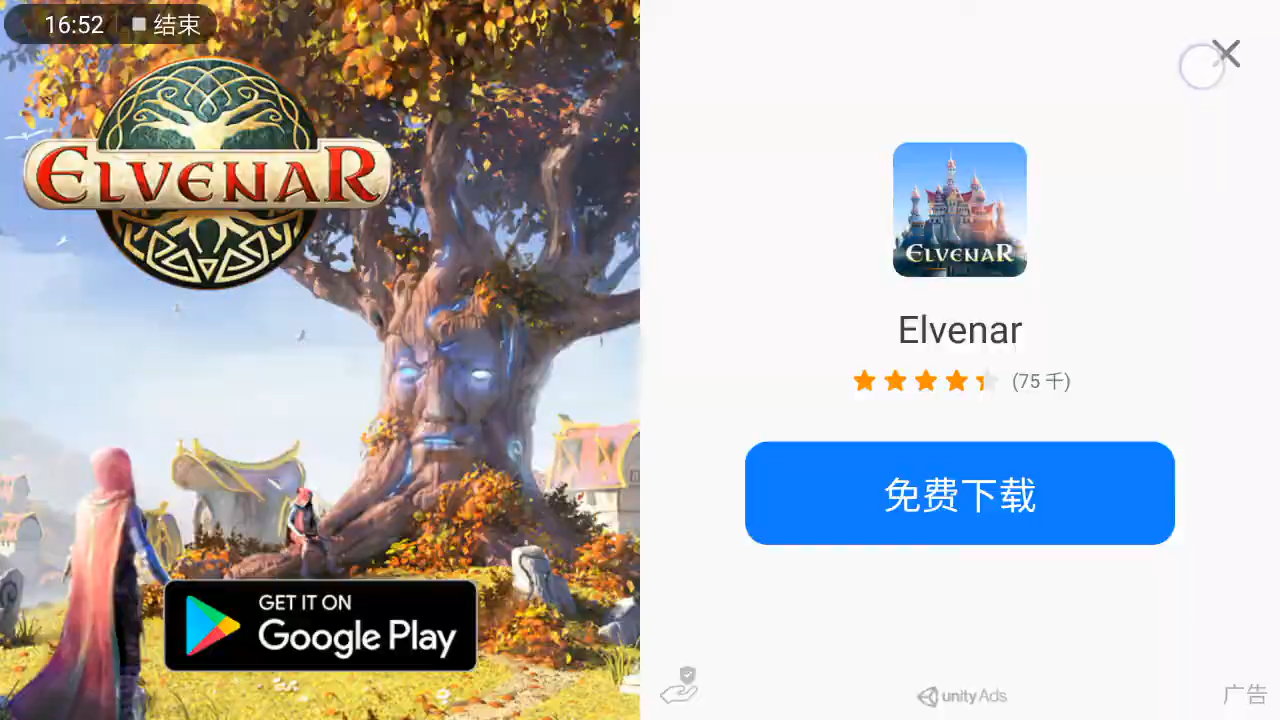 16:52 结束
ELVENAR
GET IT ON
Google Play
ELVENAR
Elvenar
(75 千)
免费下载
unity Ads
广告